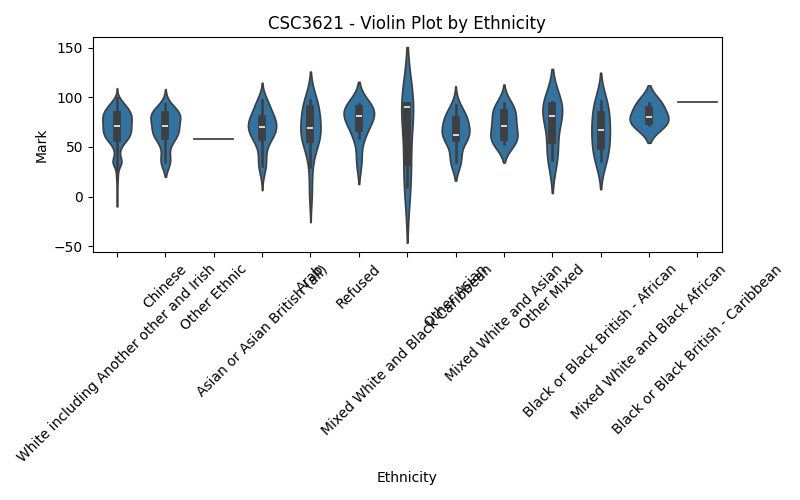 CSC3621 - Violin Plot by Ethnicity
Mark
150
100
50
0
−50
White including Another other and Irish
Chinese
Other Ethnic
Asian or Asian British (all)
Arab
Refused
Mixed White and Black Caribbean
Other Asian
Mixed White and Asian
Other Mixed
Black or Black British - African
Mixed White and Black African
Black or Black British - Caribbean
Ethnicity